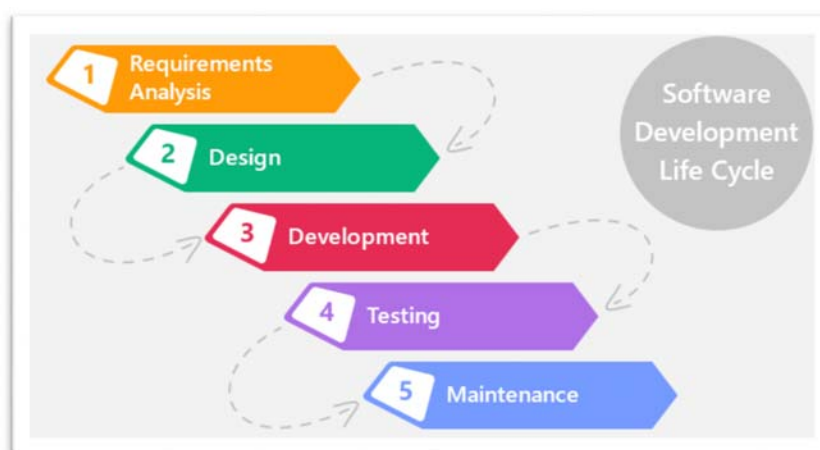 1
Requirements
Analysis
Software
Development
Life Cycle
2
Design
3
Development
4
Testing
5
Maintenance